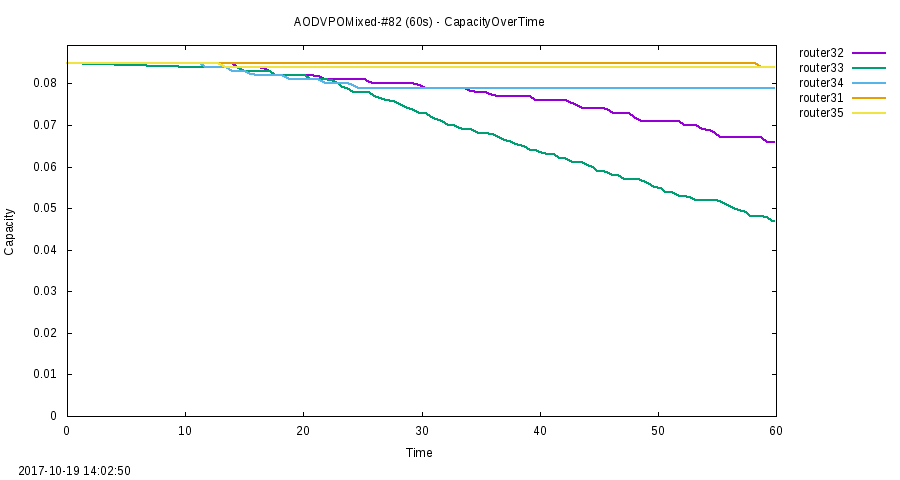 AODVPOMixed-#82 (60s) - CapacityOverTime
router32
router33
router34
router31
router35
0.08
0.07
0.06
0.05
0.04
0.03
0.02
0.01
0
Capacity
0 10 20 30 40 50 60
Time
2017-10-19 14:02:50